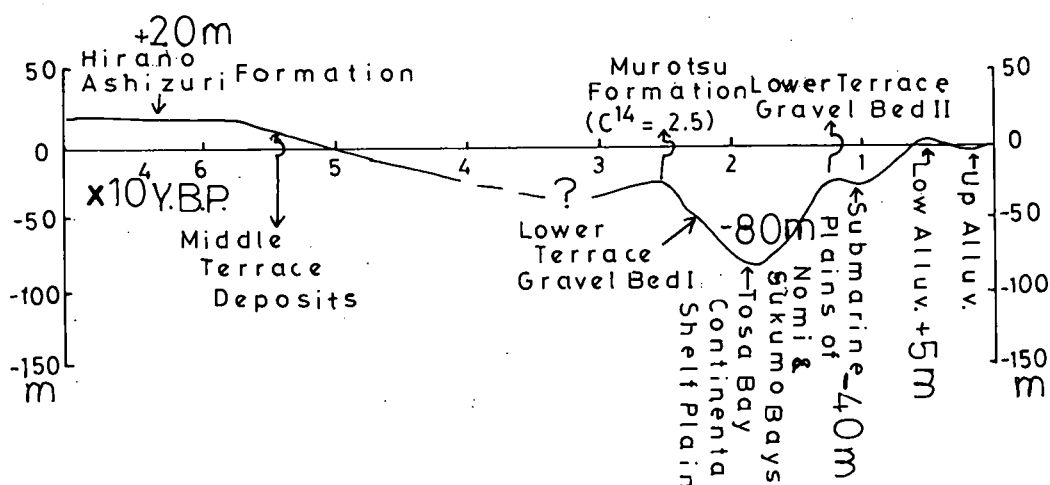 +20m
Hirano
Ashizuri Formation
Murotsu
Formation
(C14 = 2.5)
Lower Terrace
Gravel Bed II
50
0
-50
-100
-150
m
6
5
4
3
2
1
x10 4 Y.B.P.
Middle
Terrace
Deposits
?
Lower
Terrace
Gravel Bed I
-80m
Continenta
Shelf Plain
Tosa Bay
Nomi &
Sukumo Bays
Submarine
Plains of
-40m
Low Alluv. +5m
Up Alluv.
50
0
-50
-100
-150
m